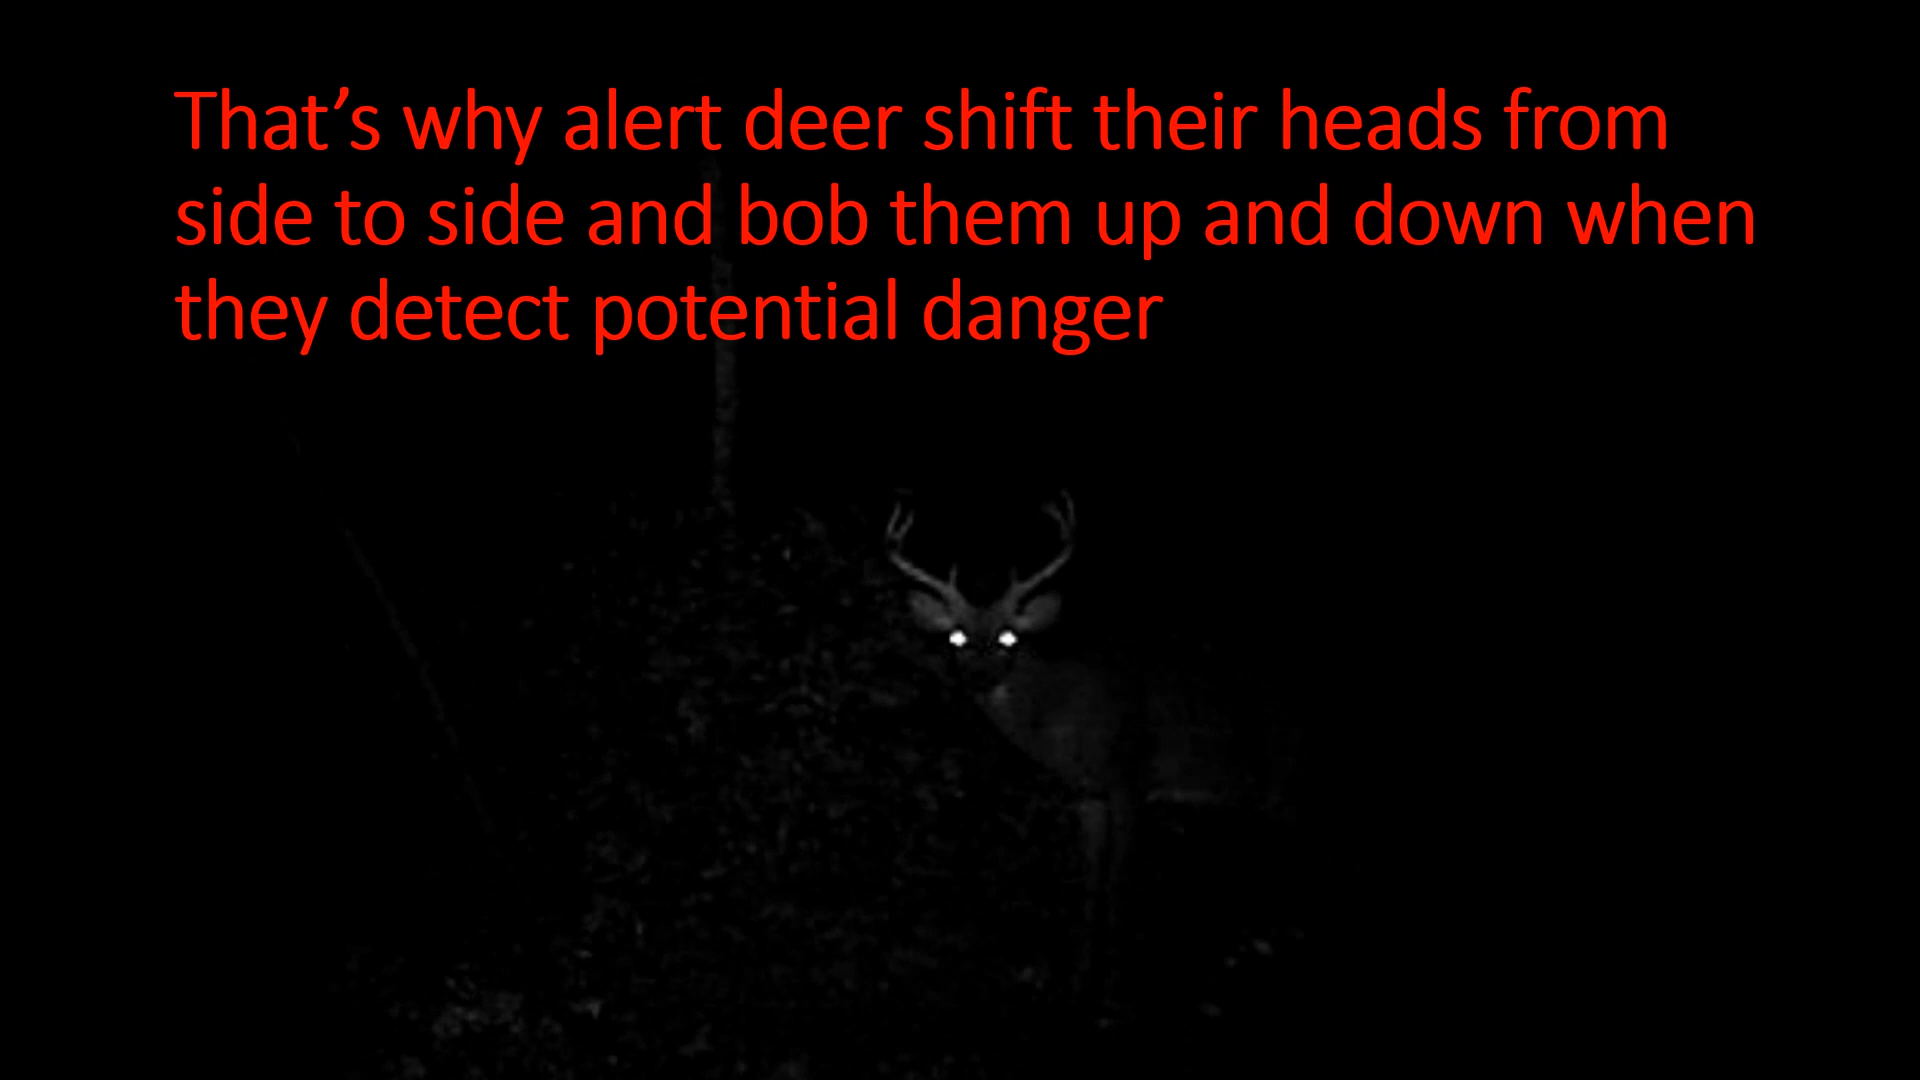 That’s why alert deer shift their heads from
side to side and bob them up and down when
they detect potential danger